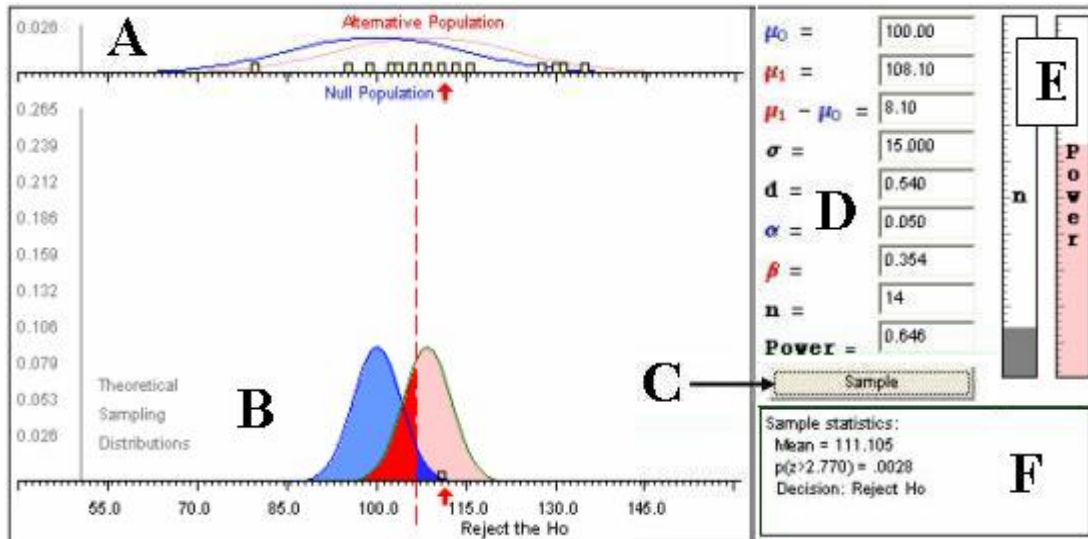 0.026
A
Alternative Population
Null Population
0.265
0.239
0.212
0.186
0.159
0.132
0.106
0.079
0.053
0.026
Theoretical
Sampling
Distributions
B
55.0 70.0 85.0 100.0 115.0 130.0 145.0
Reject the Ho
μ0 = 100.00
μ1 = 108.10
μ1 - μ0 = 8.10
σ = 15.000
d = 0.540
α = 0.050
β = 0.354
n = 14
Power = 0.646
D
C
Sample
E
n
Power
Sample statistics:
Mean = 111.105
p(z>2.770) = .0028
Decision: Reject Ho
F